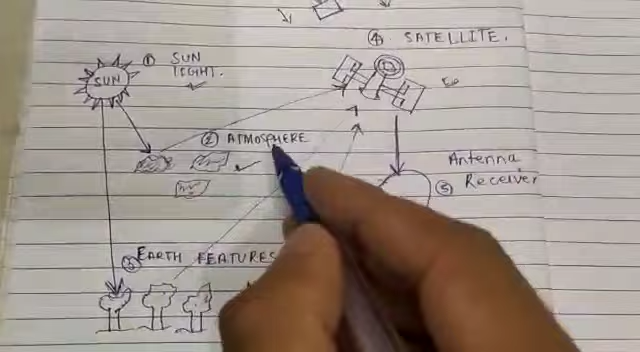 ① SUN
LIGHT.
SUN
④ SATELLITE.
② ATMOSPHERE
Antenna
⑤ Receiver
③ EARTH FEATURES